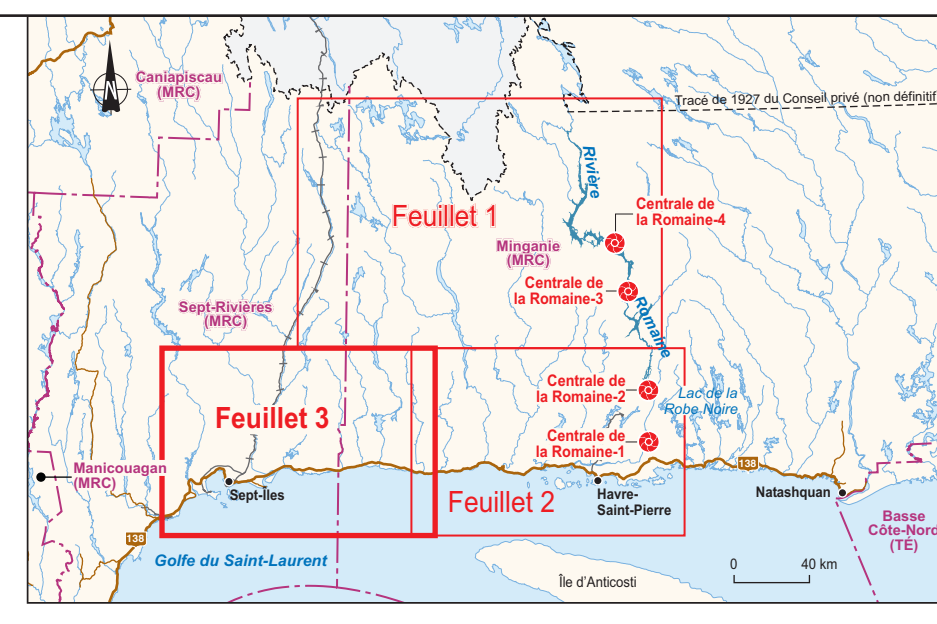 Caniapiscau
(MRC)
Tracé de 1927 du Conseil privé (non définitif
Rivière
Centrale de
la Romaine-4
Feuillet 1
Minganie
(MRC)
Centrale de
la Romaine-3
Sept-Rivières
(MRC)
Romaine
Centrale de
la Romaine-2
Lac de la
Robe Noire
Feuillet 3
Centrale de
la Romaine-1
Manicouagan
(MRC)
138
Sept-Îles
Feuillet 2
Havre-
Saint-Pierre
Natashquan
Basse
Côte-Nord
(TÉ)
138
Golfe du Saint-Laurent
Île d'Anticosti
0 40 km
N